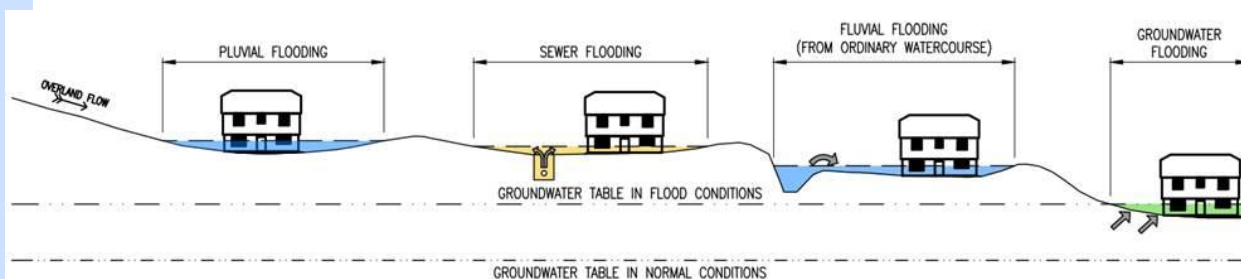 PLUVIAL FLOODING
SEWER FLOODING
FLUVIAL FLOODING
(FROM ORDINARY WATERCOURSE)
GROUNDWATER
FLOODING
OVERLAND FLOW
GROUNDWATER TABLE IN FLOOD CONDITIONS
GROUNDWATER TABLE IN NORMAL CONDITIONS